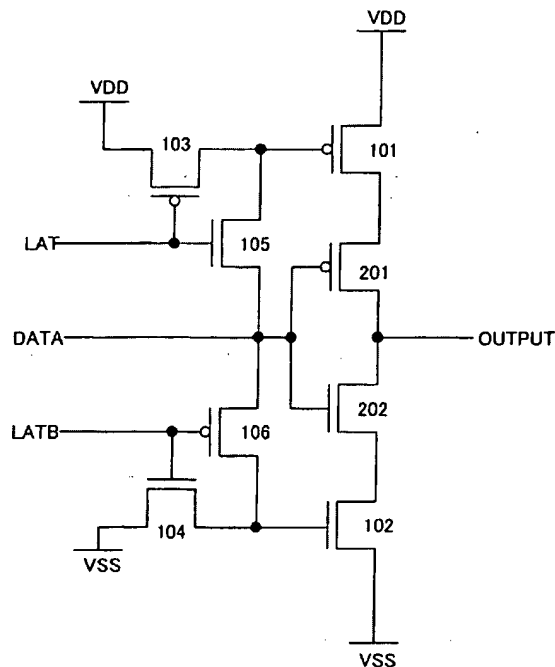 VDD
VDD
103
101
LAT
105
201
DATA
OUTPUT
202
LATB
106
104
102
VSS
VSS